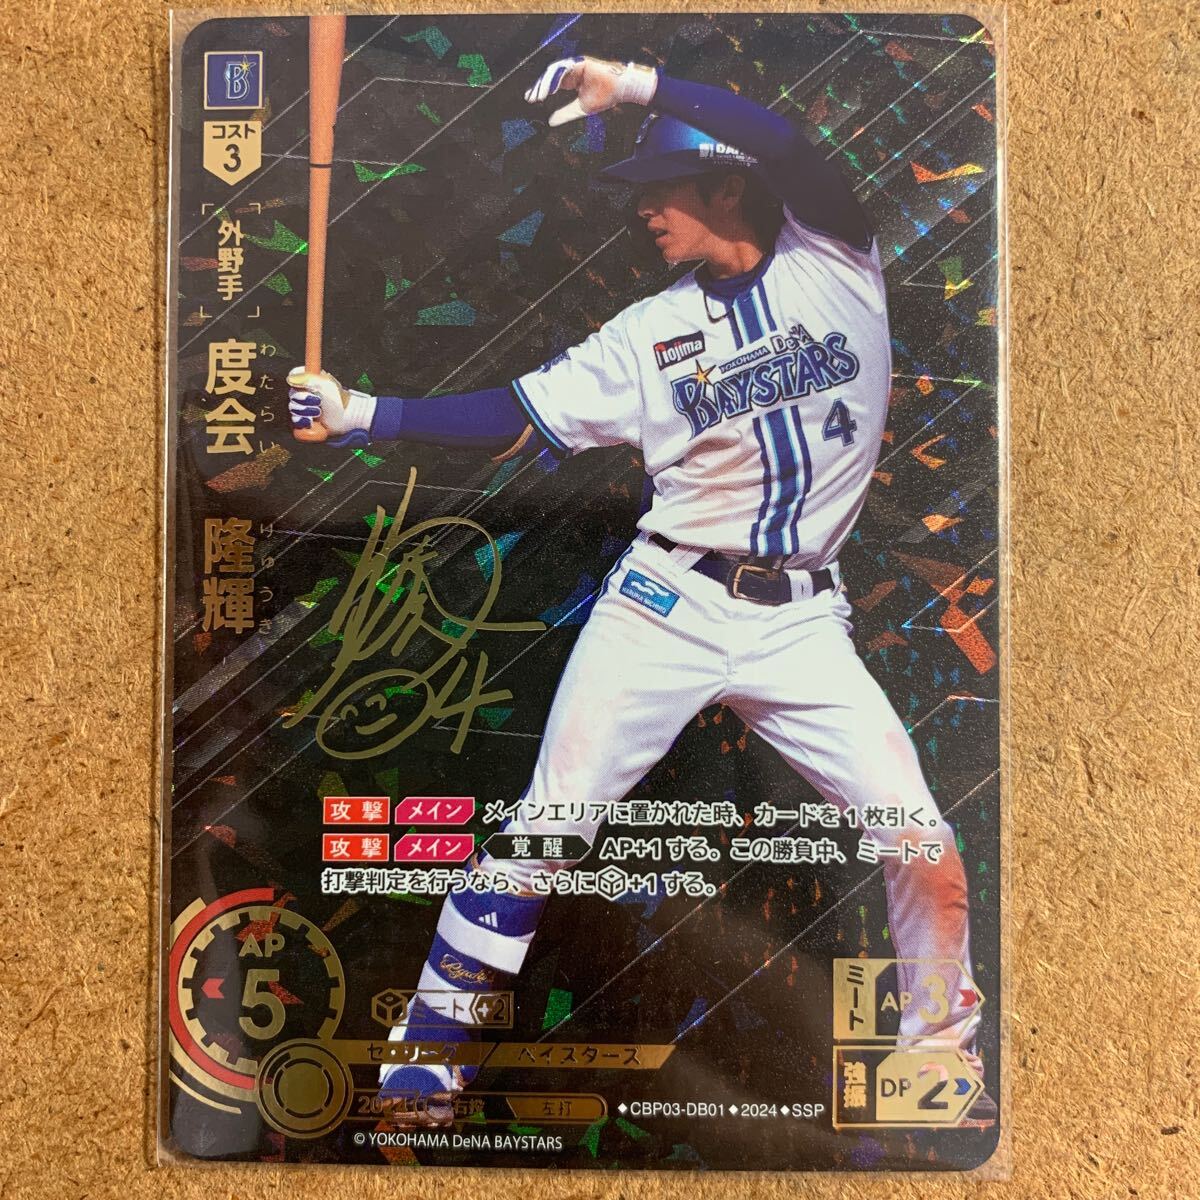 B
コスト
3
「外野手」
度会 隆輝
わたらい
りゅうき
DeNA
nojima
YOKOHAMA DeNA
BAYSTARS
4
04
攻撃 メイン メインエリアに置かれた時、カードを1枚引く。
攻撃 メイン 覚醒 AP+1する。この勝負中、ミートで
打撃判定を行うなら、さらに+1する。
AP
5
ミート +2
セ・リーグ / ベイスターズ
右投 左打
ミート AP 3
強振 DP 2
◆CBP03-DB01◆2024◆SSP
© YOKOHAMA DeNA BAYSTARS